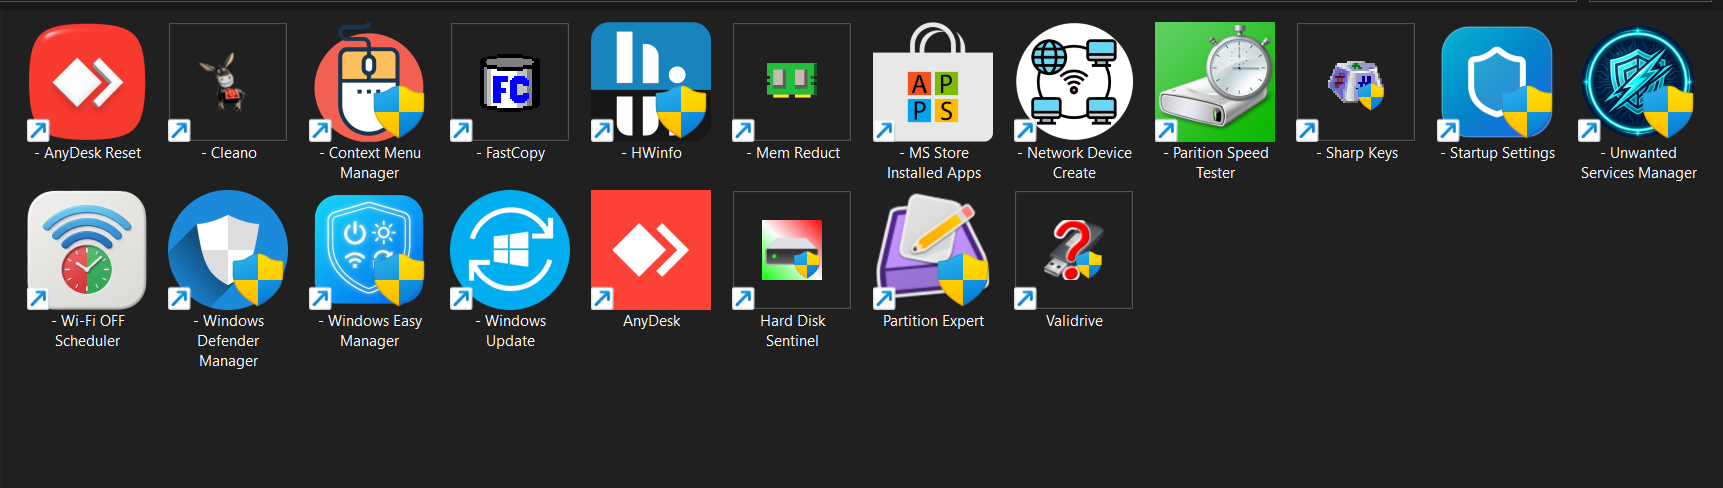 FC
h.
A P
P S
- AnyDesk Reset
- Cleano
- Context Menu
Manager
- FastCopy
- HWinfo
- Mem Reduct
- MS Store
Installed Apps
- Network Device
Create
- Parition Speed
Tester
- Sharp Keys
- Startup Settings
- Unwanted
Services Manager
?
- Wi-Fi OFF
Scheduler
- Windows
Defender
Manager
- Windows Easy
Manager
- Windows
Update
AnyDesk
Hard Disk
Sentinel
Partition Expert
Validrive